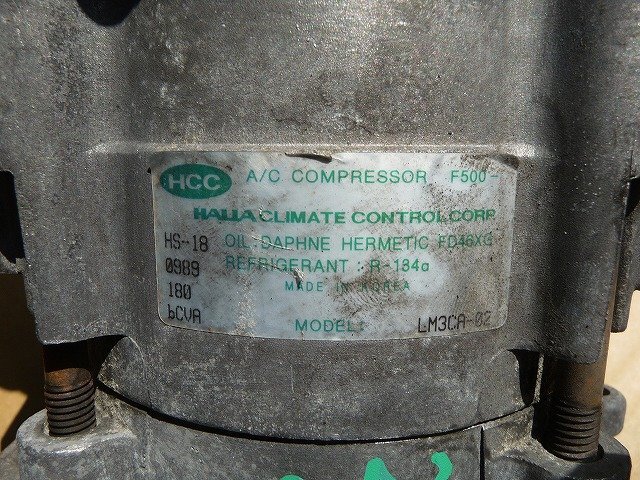 HCC A/C COMPRESSOR F500-
HALLA CLIMATE CONTROL CORP
HS-18 OIL:DAPHNE HERMETIC FD46XG
0989 REFRIGERANT : R-134a
180 MADE IN KOREA
bCVA MODEL: LM3CA-02